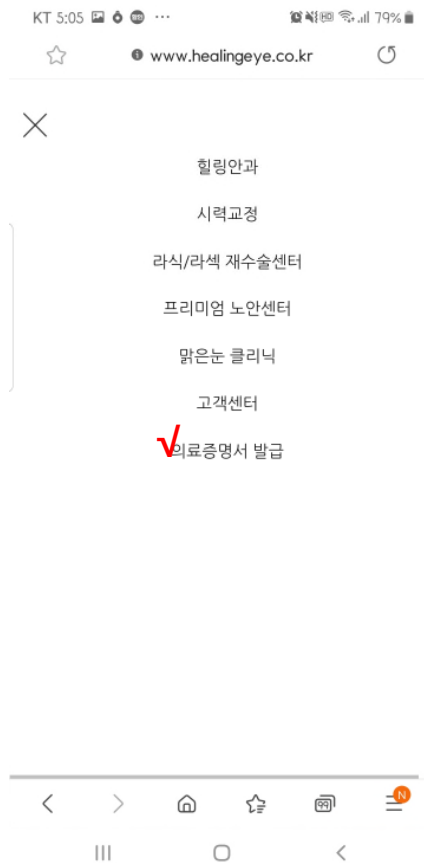 KT 5:05 79%
www.healingeye.co.kr
힐링안과
시력교정
라식/라섹 재수술센터
프리미엄 노안센터
맑은눈 클리닉
고객센터
√의료증명서 발급
99 N